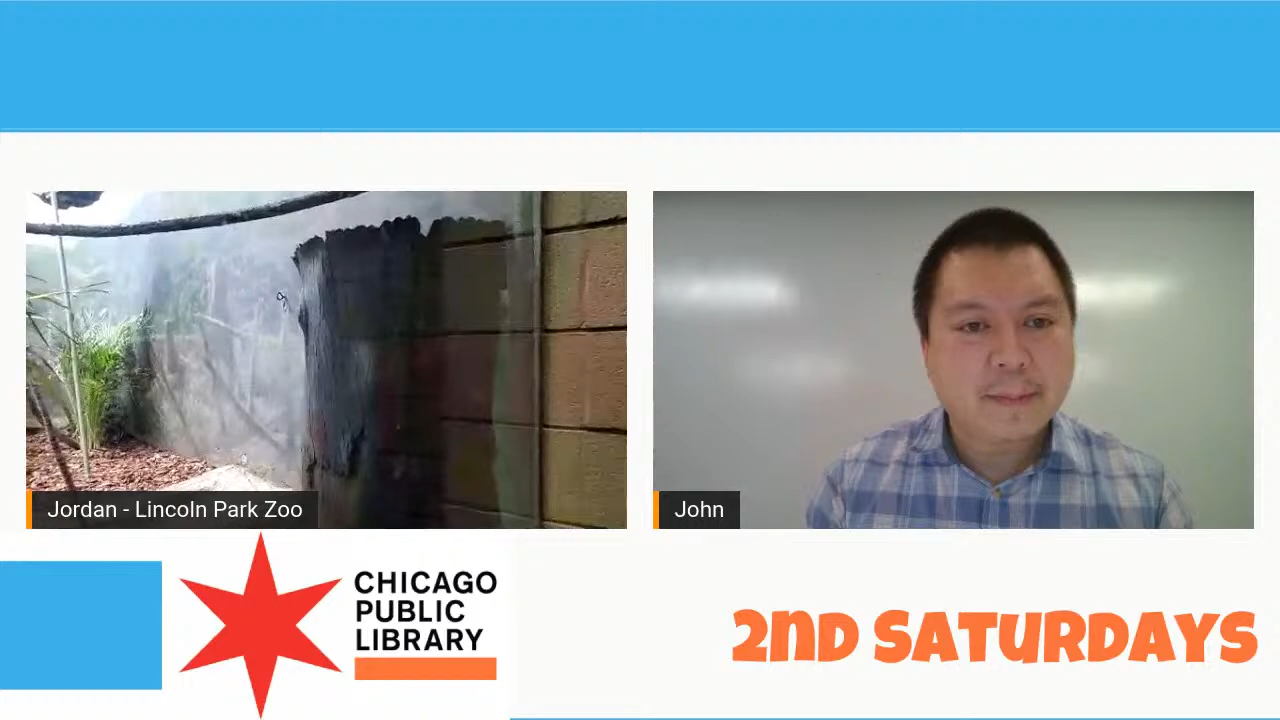 Jordan - Lincoln Park Zoo
John
CHICAGO
PUBLIC
LIBRARY
2ND SATURDAYS